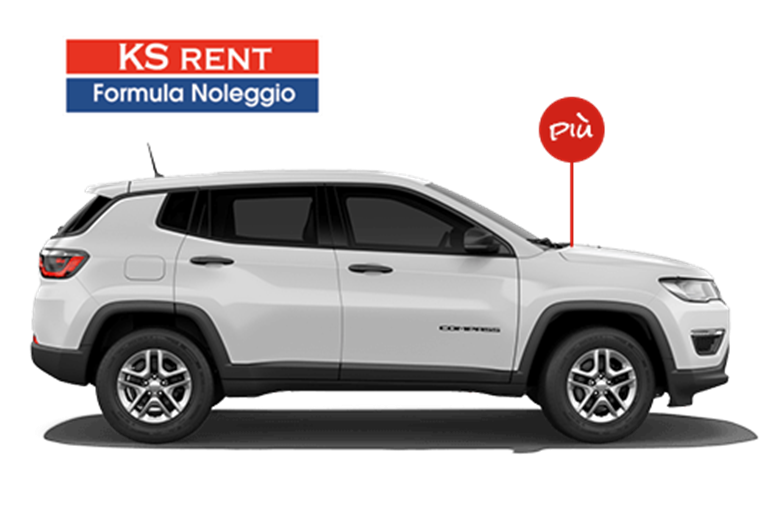 KS RENT
Formula Noleggio
più
COMPASS